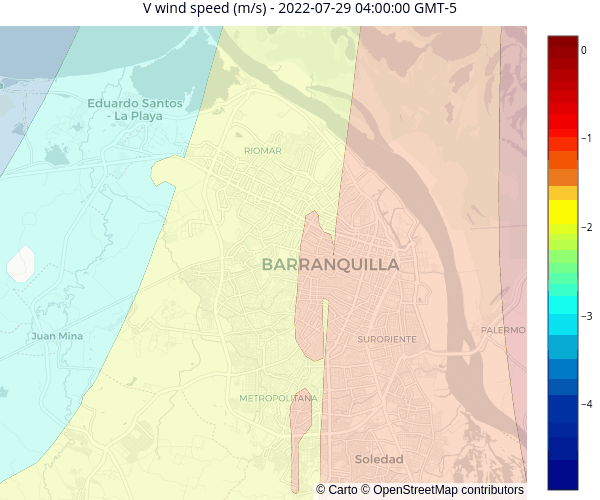 V wind speed (m/s) - 2022-07-29 04:00:00 GMT-5
0
Eduardo Santos
- La Playa
−1
RIOMAR
−2
BARRANQUILLA
−3
Juan Mina
SURORIENTE
PALERMO
METROPOLITANA
−4
Soledad
© Carto © OpenStreetMap contributors